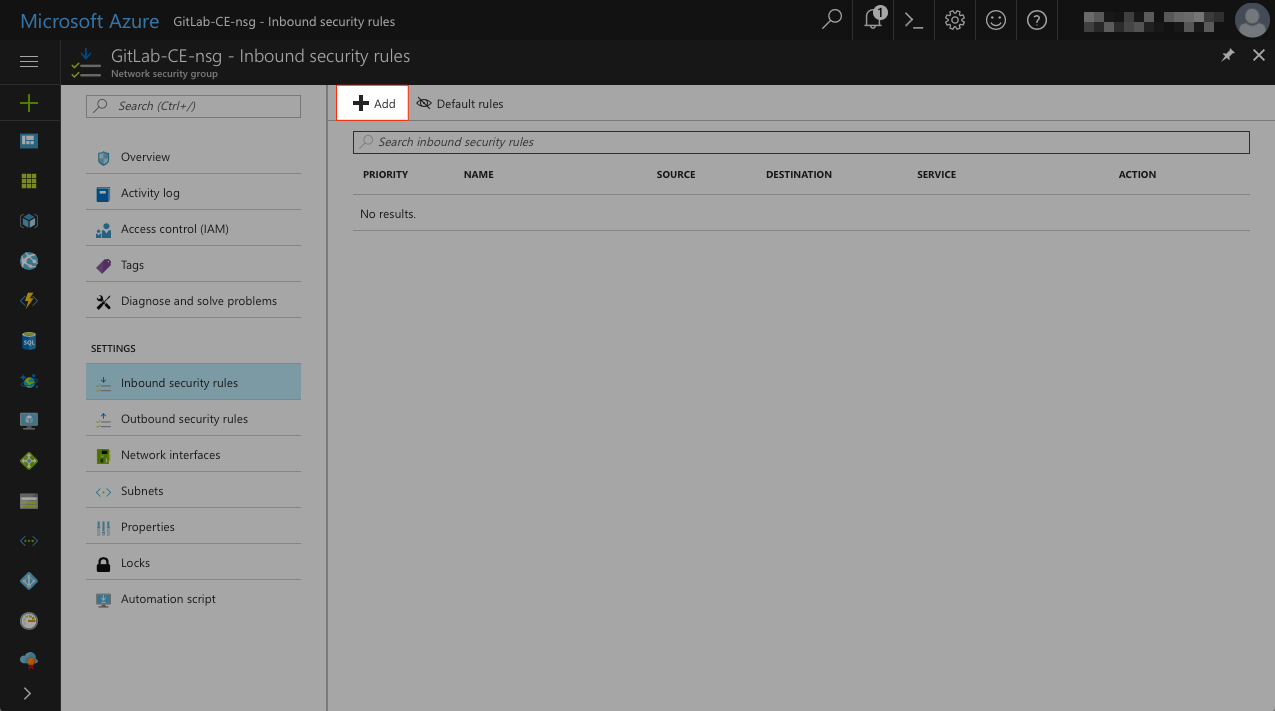 Microsoft Azure GitLab-CE-nsg - Inbound security rules 1
GitLab-CE-nsg - Inbound security rules
Network security group
Search (Ctrl+/)
Overview
Activity log
Access control (IAM)
Tags
Diagnose and solve problems
SETTINGS
Inbound security rules
Outbound security rules
Network interfaces
Subnets
Properties
Locks
Automation script
Add Default rules
Search inbound security rules
PRIORITY NAME SOURCE DESTINATION SERVICE ACTION
No results.
SQL